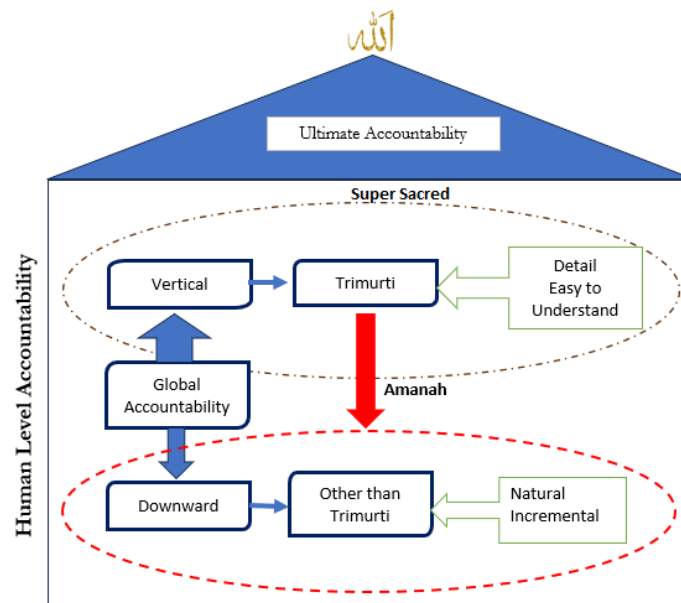 الله
Ultimate Accountability
Super Sacred
Human Level Accountability
Vertical
Trimurti
Detail
Easy to
Understand
Global
Accountability
Amanah
Downward
Other than
Trimurti
Natural
Incremental